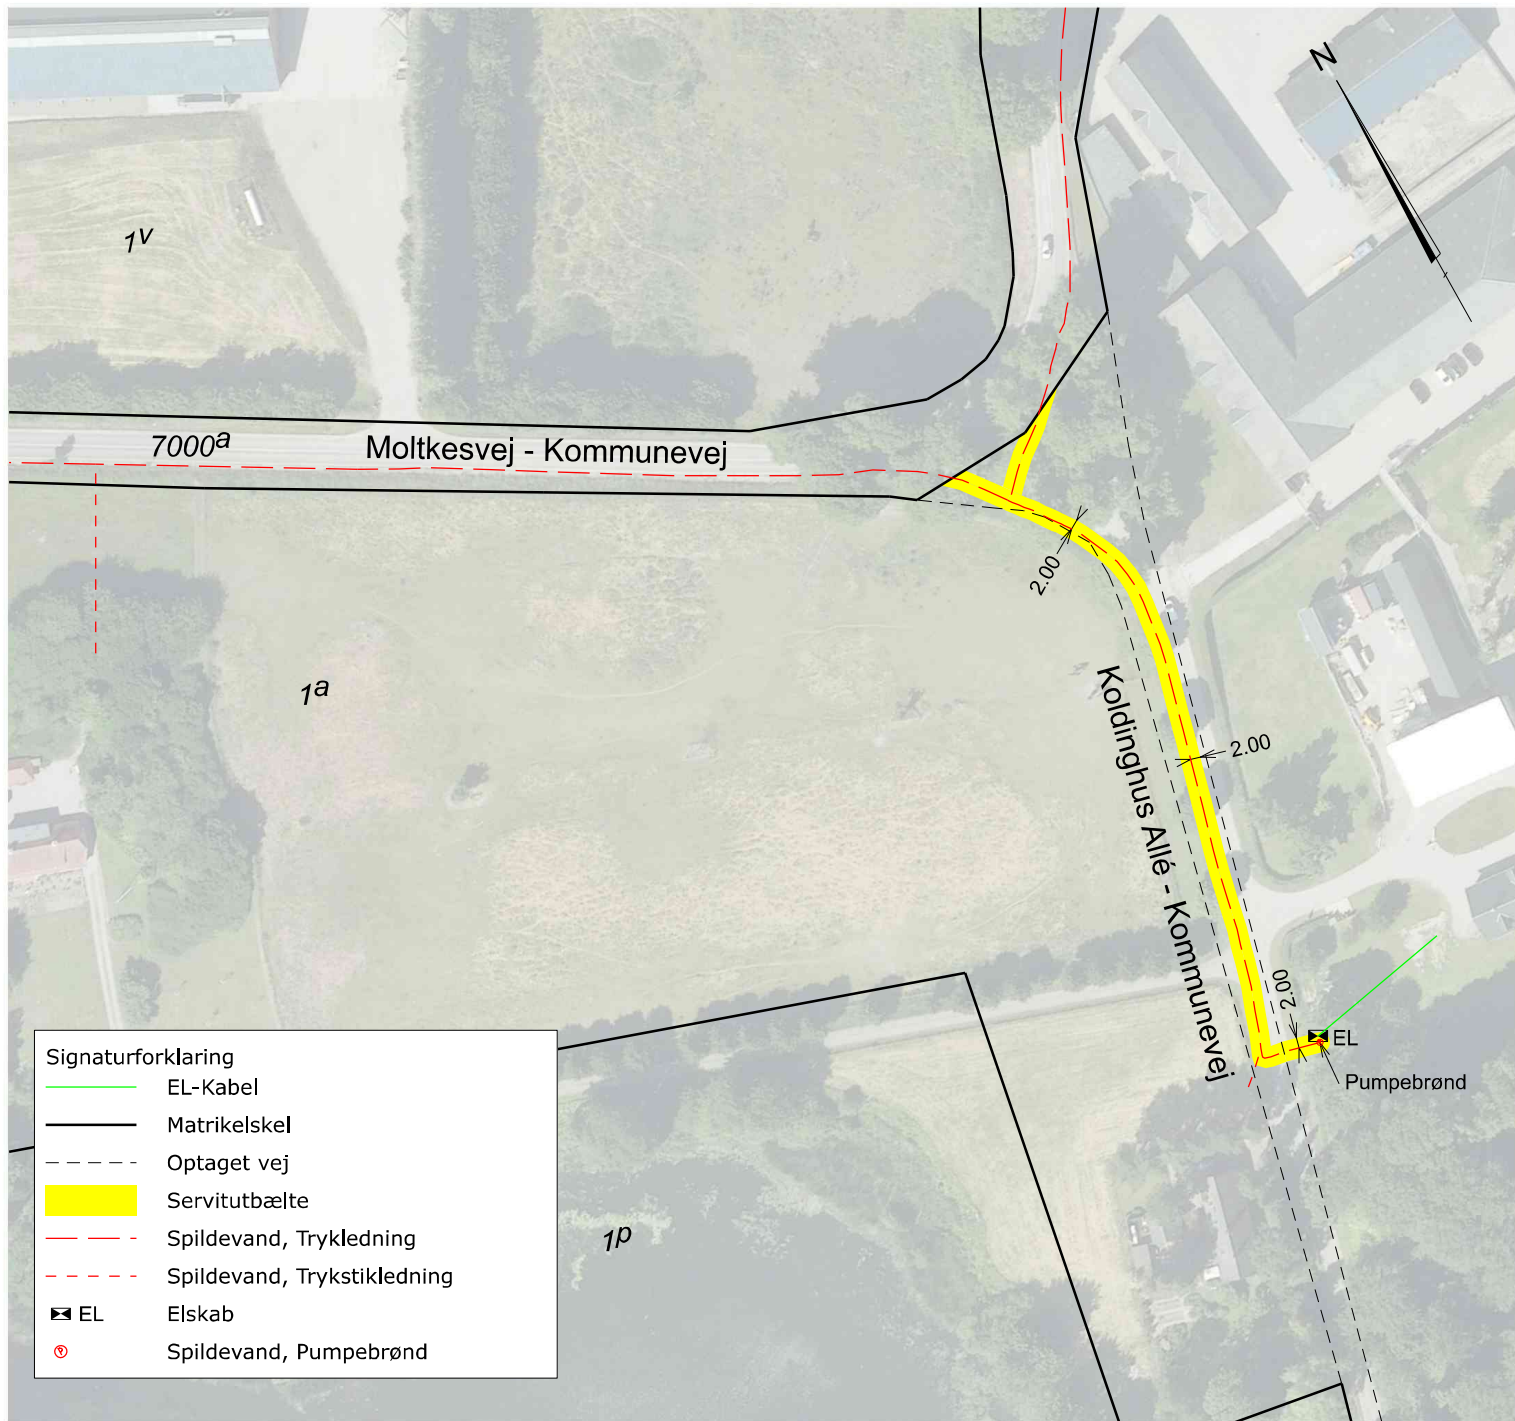 N
1v
7000a
Moltkesvej - Kommunevej
2.00
1a
Koldinghus Allé - Kommunevej
2.00
2.00
EL
Pumpebrønd
1p
Signaturforklaring
EL-Kabel
Matrikelskel
Optaget vej
Servitutbælte
Spildevand, Trykledning
Spildevand, Trykstikledning
EL Elskab
Spildevand, Pumpebrønd